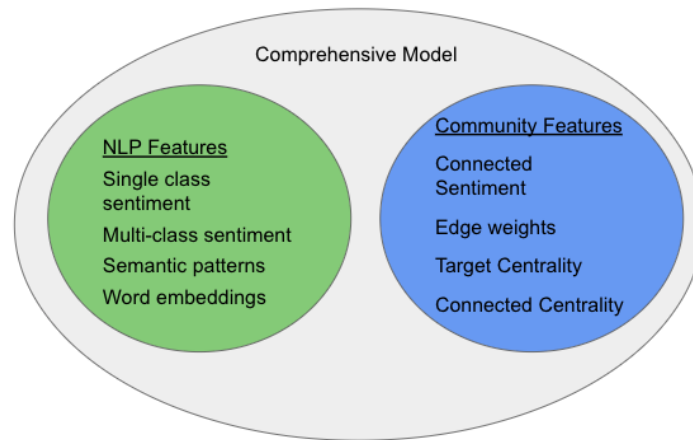 Comprehensive Model
NLP Features
Single class
sentiment
Multi-class sentiment
Semantic patterns
Word embeddings
Community Features
Connected
Sentiment
Edge weights
Target Centrality
Connected Centrality